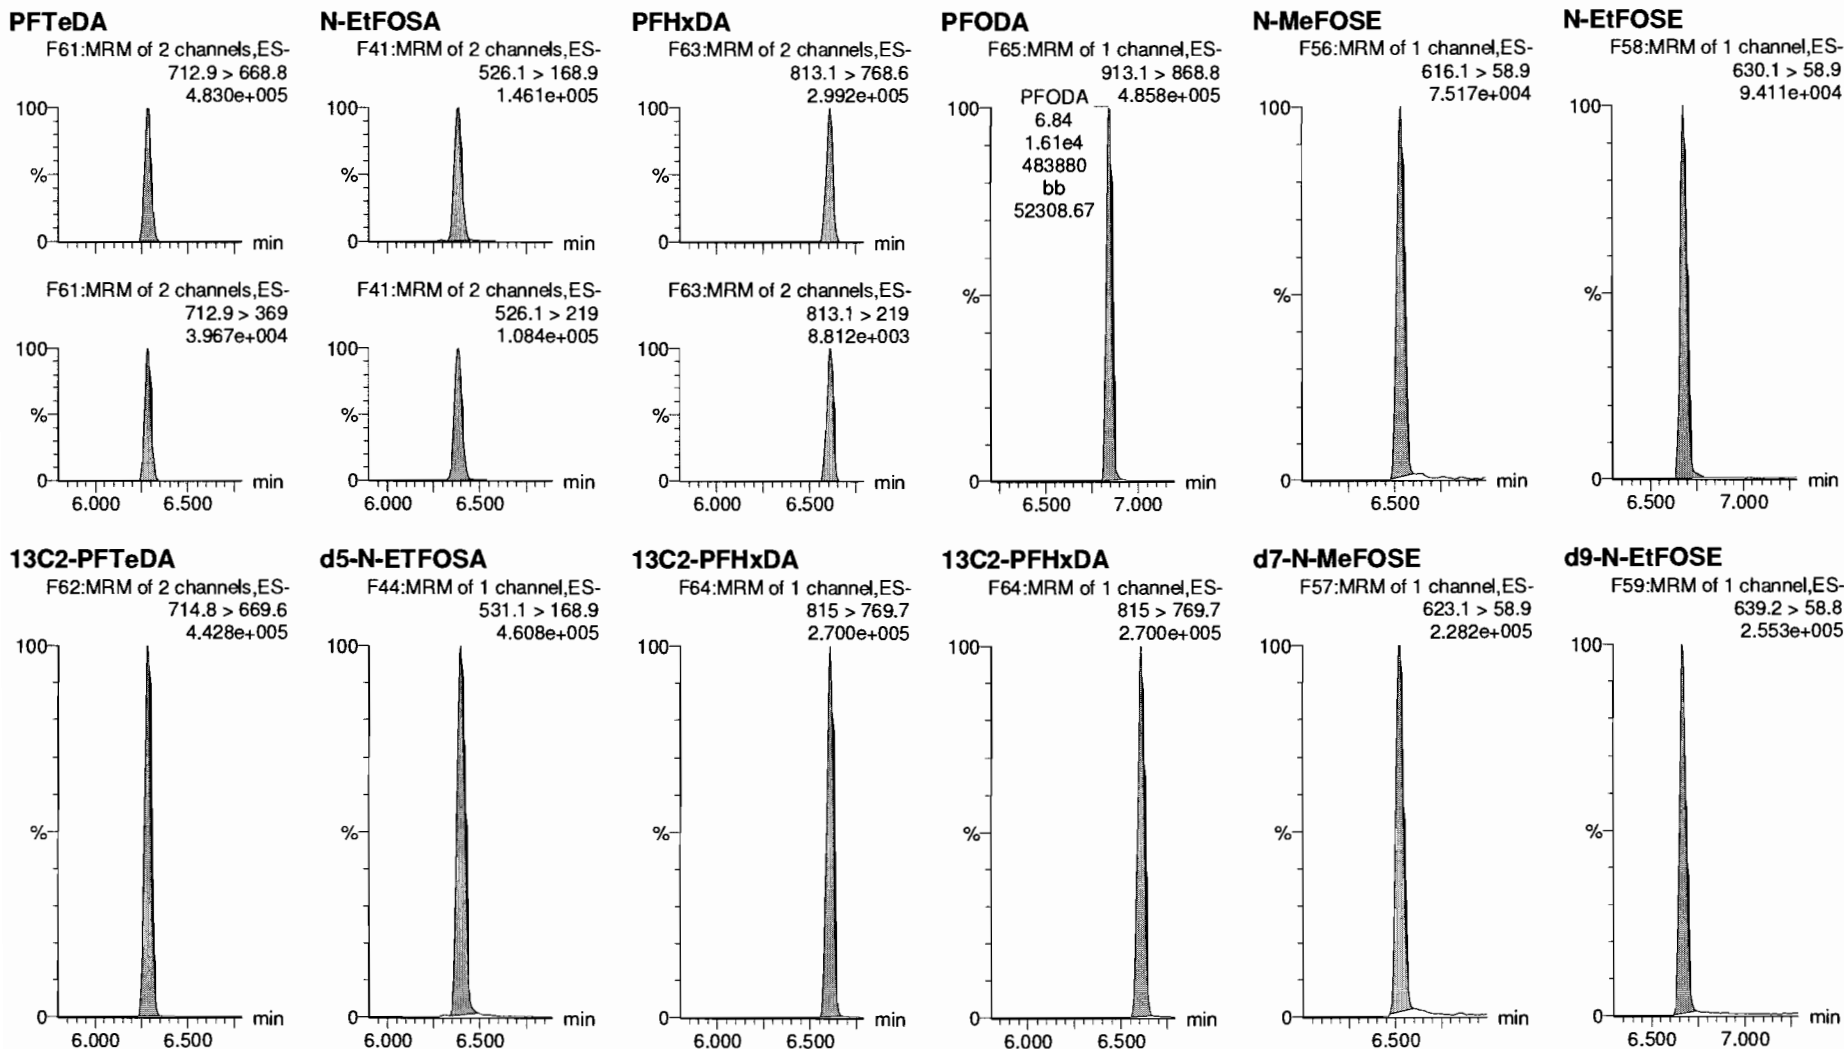 PFTeDA
F61:MRM of 2 channels,ES-
712.9 > 668.8
4.830e+005
100
%
0
min
F61:MRM of 2 channels,ES-
712.9 > 369
3.967e+004
100
%
0
min
6.000 6.500
N-EtFOSA
F41:MRM of 2 channels,ES-
526.1 > 168.9
1.461e+005
100
%
0
min
F41:MRM of 2 channels,ES-
526.1 > 219
1.084e+005
100
%
0
min
6.000 6.500
PFHxDA
F63:MRM of 2 channels,ES-
813.1 > 768.6
2.992e+005
100
%
0
min
F63:MRM of 2 channels,ES-
813.1 > 219
8.812e+003
100
%
0
min
6.000 6.500
PFODA
F65:MRM of 1 channel,ES-
913.1 > 868.8
4.858e+005
100
PFODA
6.84
1.61e4
483880
bb
52308.67
%
0
min
6.500 7.000
N-MeFOSE
F56:MRM of 1 channel,ES-
616.1 > 58.9
7.517e+004
100
%
0
min
6.500
N-EtFOSE
F58:MRM of 1 channel,ES-
630.1 > 58.9
9.411e+004
100
%
0
min
6.500 7.000
13C2-PFTeDA
F62:MRM of 2 channels,ES-
714.8 > 669.6
4.428e+005
100
%
0
min
6.000 6.500
d5-N-ETFOSA
F44:MRM of 1 channel,ES-
531.1 > 168.9
4.608e+005
100
%
0
min
6.000 6.500
13C2-PFHxDA
F64:MRM of 1 channel,ES-
815 > 769.7
2.700e+005
100
%
0
min
6.000 6.500
13C2-PFHxDA
F64:MRM of 1 channel,ES-
815 > 769.7
2.700e+005
100
%
0
min
6.000 6.500
d7-N-MeFOSE
F57:MRM of 1 channel,ES-
623.1 > 58.9
2.282e+005
100
%
0
min
6.500
d9-N-EtFOSE
F59:MRM of 1 channel,ES-
639.2 > 58.8
2.553e+005
100
%
0
min
6.500 7.000